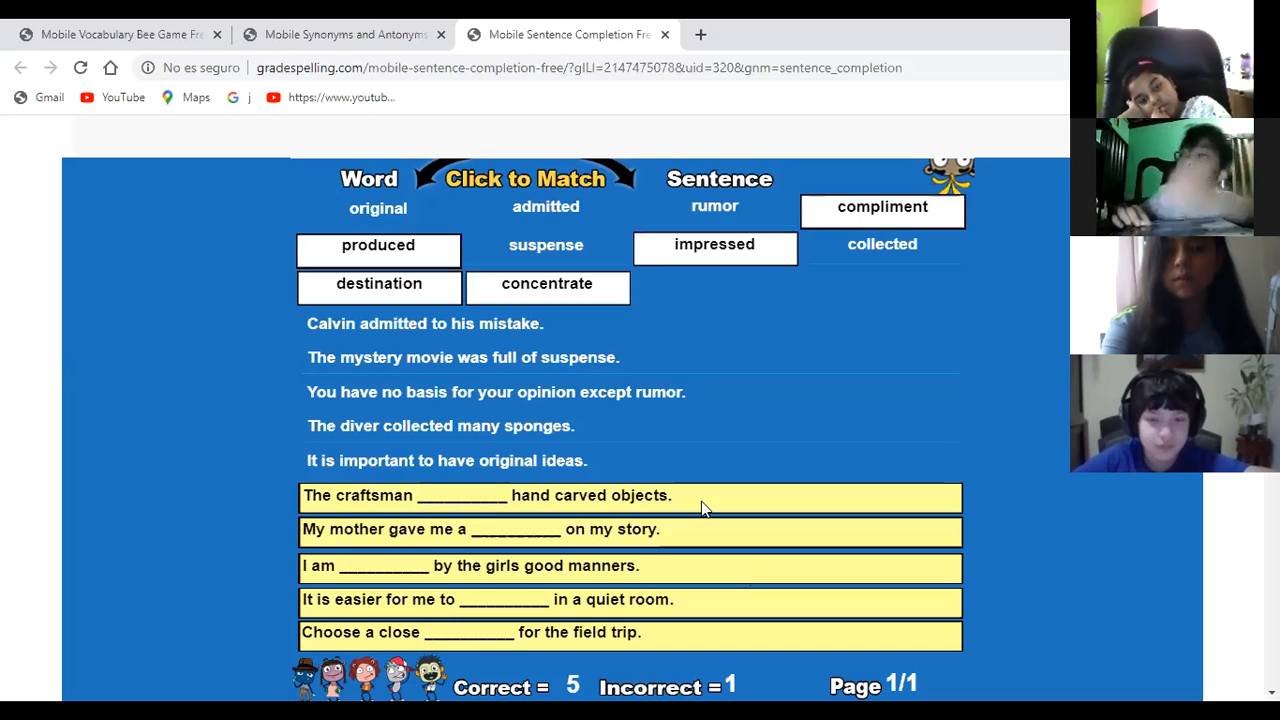 Mobile Vocabulary Bee Game Fre
Mobile Synonyms and Antonyms
Mobile Sentence Completion Fre
No es seguro
gradespelling.com/mobile-sentence-completion-free/?glLI=2147475078&uid=320&gnm=sentence_completion
Gmail YouTube Maps j https://www.youtub...
Word Click to Match Sentence
original admitted rumor compliment
produced suspense impressed collected
destination concentrate
Calvin admitted to his mistake.
The mystery movie was full of suspense.
You have no basis for your opinion except rumor.
The diver collected many sponges.
It is important to have original ideas.
The craftsman __________ hand carved objects.
My mother gave me a __________ on my story.
I am __________ by the girls good manners.
It is easier for me to __________ in a quiet room.
Choose a close __________ for the field trip.
Correct = 5 Incorrect = 1 Page 1/1